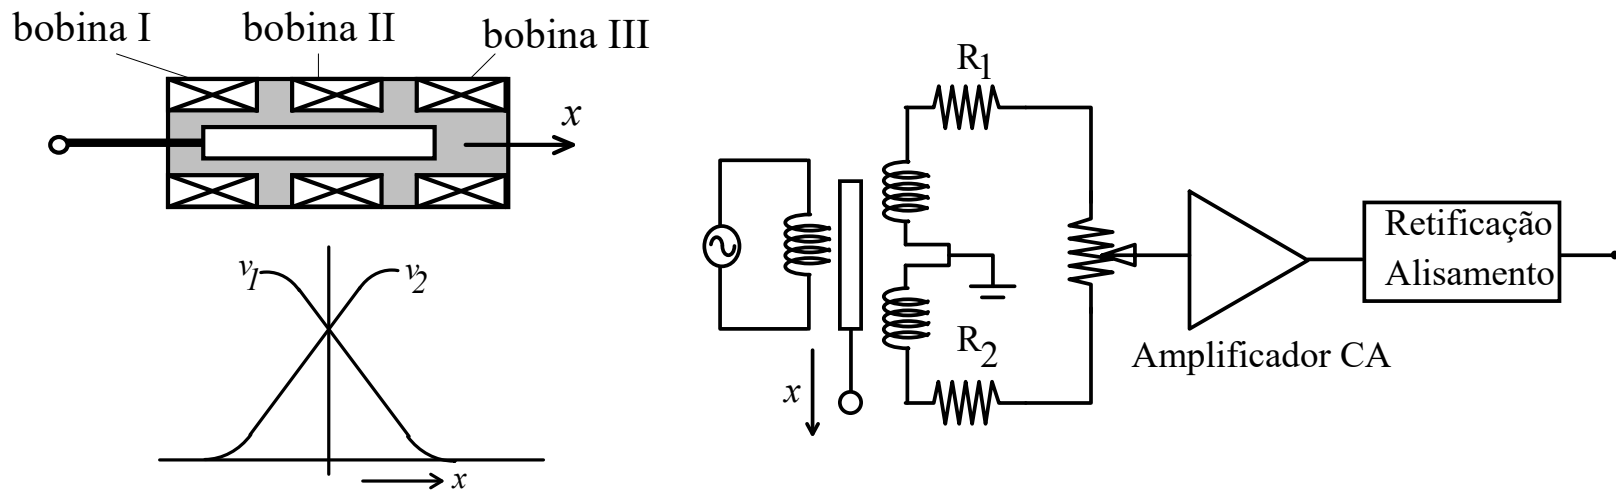 bobina I
bobina II
bobina III
x
v1
v2
x
R1
R2
x
Amplificador CA
Retificação
Alisamento